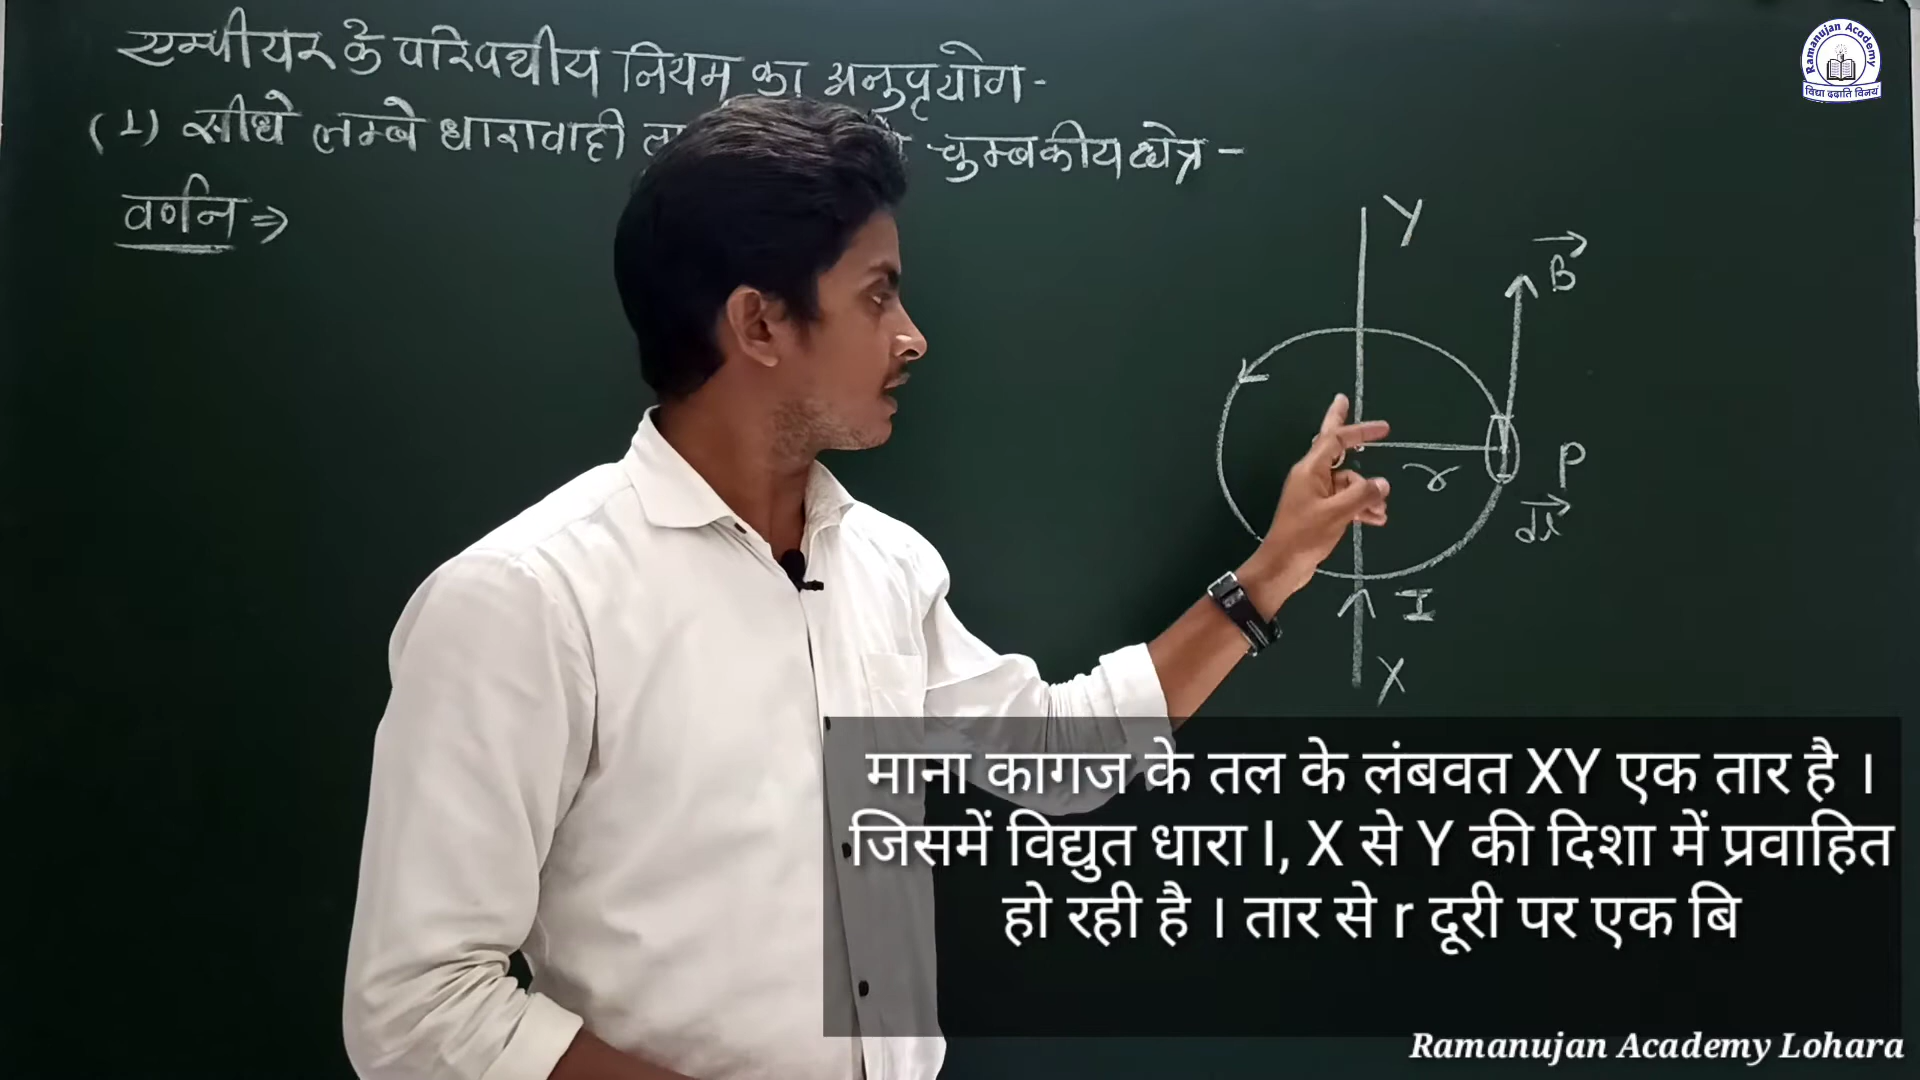 एम्पीयर के परिपथीय नियम का अनुप्रयोग-
(1) सीधे लम्बे धारावाही चुम्बकीय क्षेत्र-
वर्णन ⇒
Y
B
r
P
dl
I
X
माना कागज के तल के लंबवत XY एक तार है ।
जिसमें विद्युत धारा I, X से Y की दिशा में प्रवाहित
हो रही है । तार से r दूरी पर एक बि
Ramanujan Academy
विद्या ददाति विनयं
Ramanujan Academy Lohara